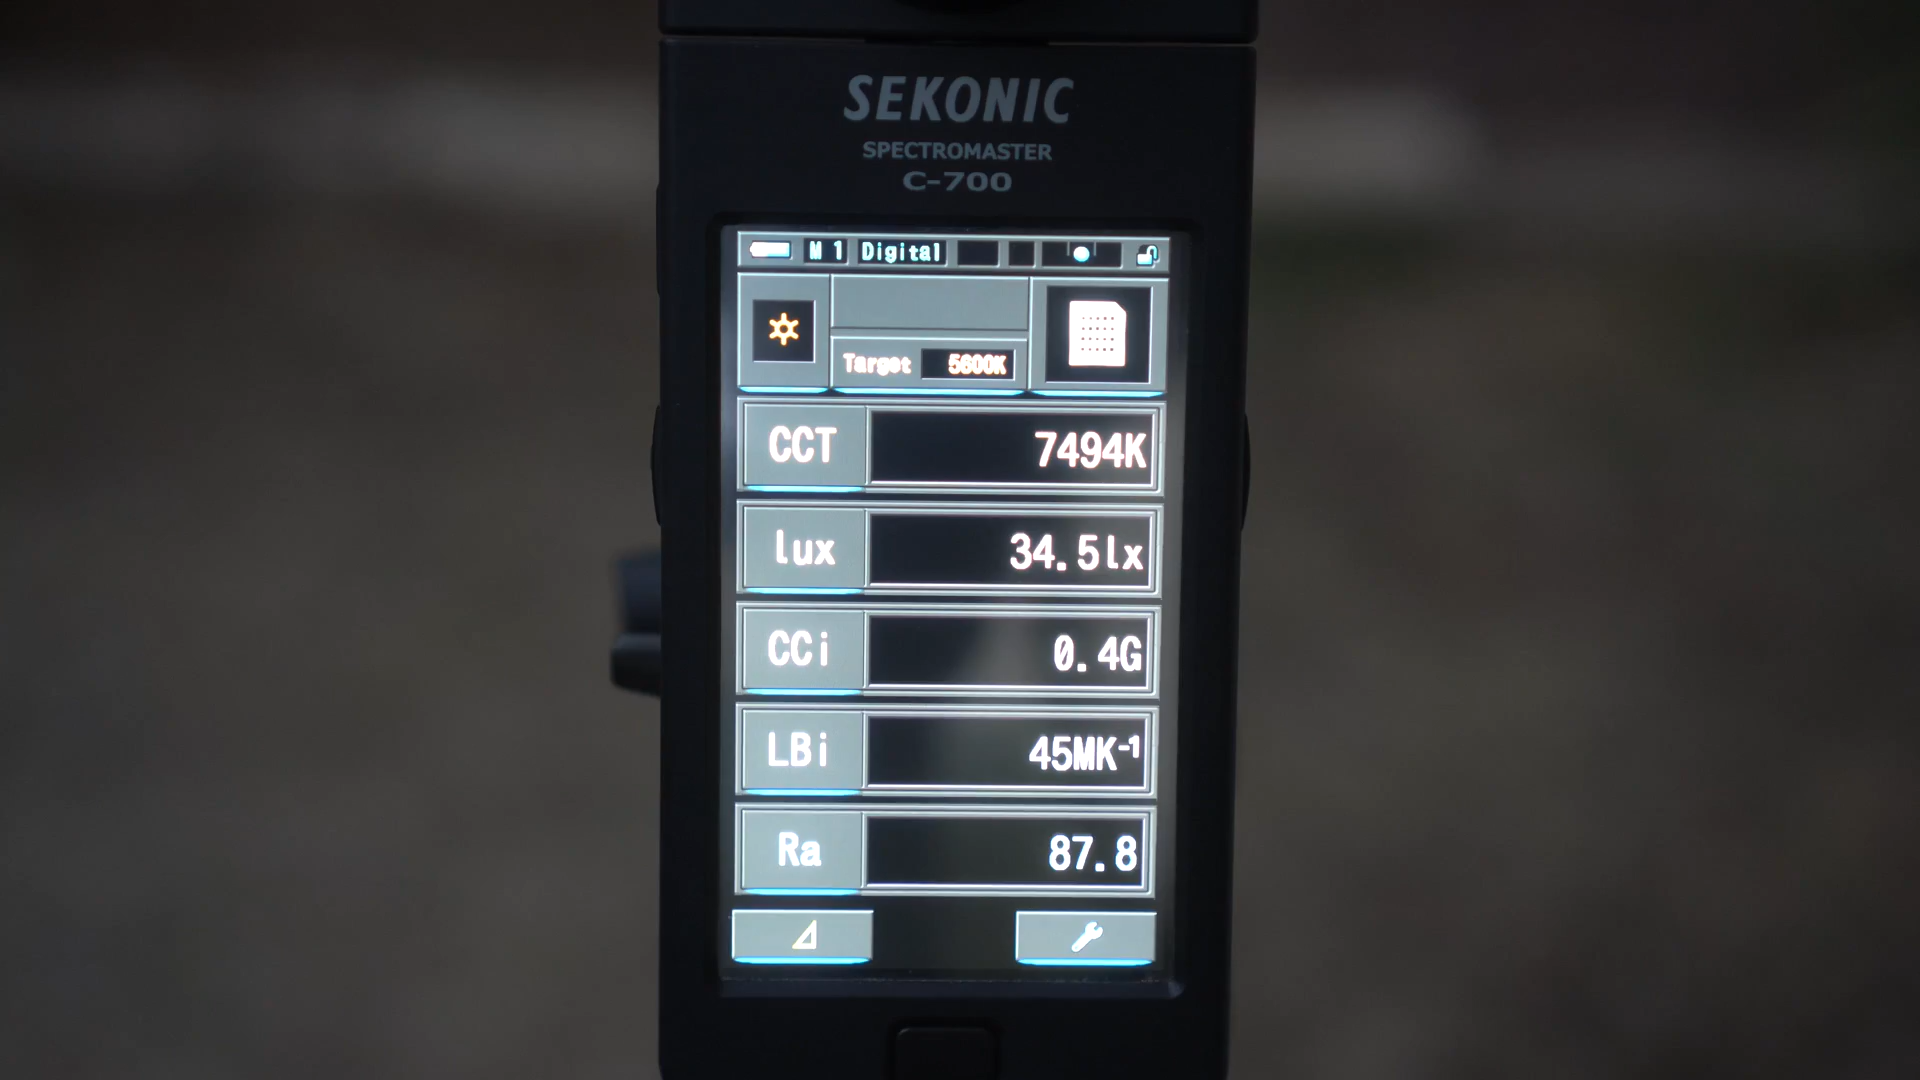 SEKONIC
SPECTROMASTER
C-700
M 1 Digital
Target 5600K
CCT 7494K
lux 34.5lx
CCi 0.4G
LBi 45MK⁻¹
Ra 87.8